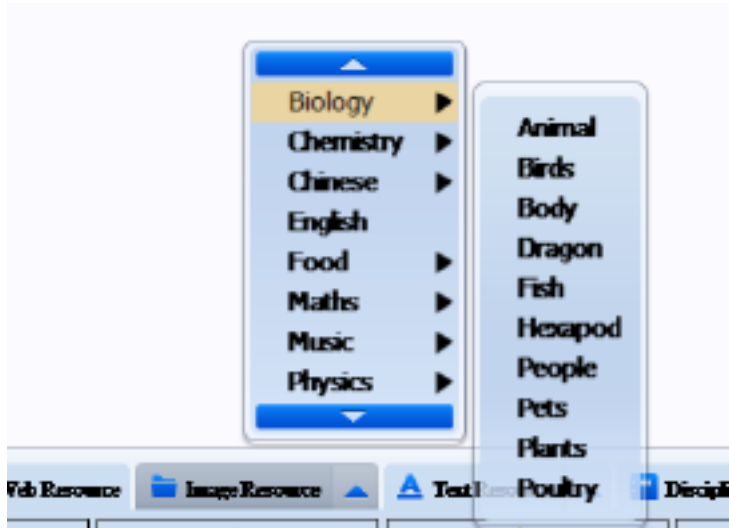 Biology
Chemistry
Chinese
English
Food
Maths
Music
Physics
Animal
Birds
Body
Dragon
Fish
Hexapod
People
Pets
Plants
Poultry
Web Resource
Image Resource
Text